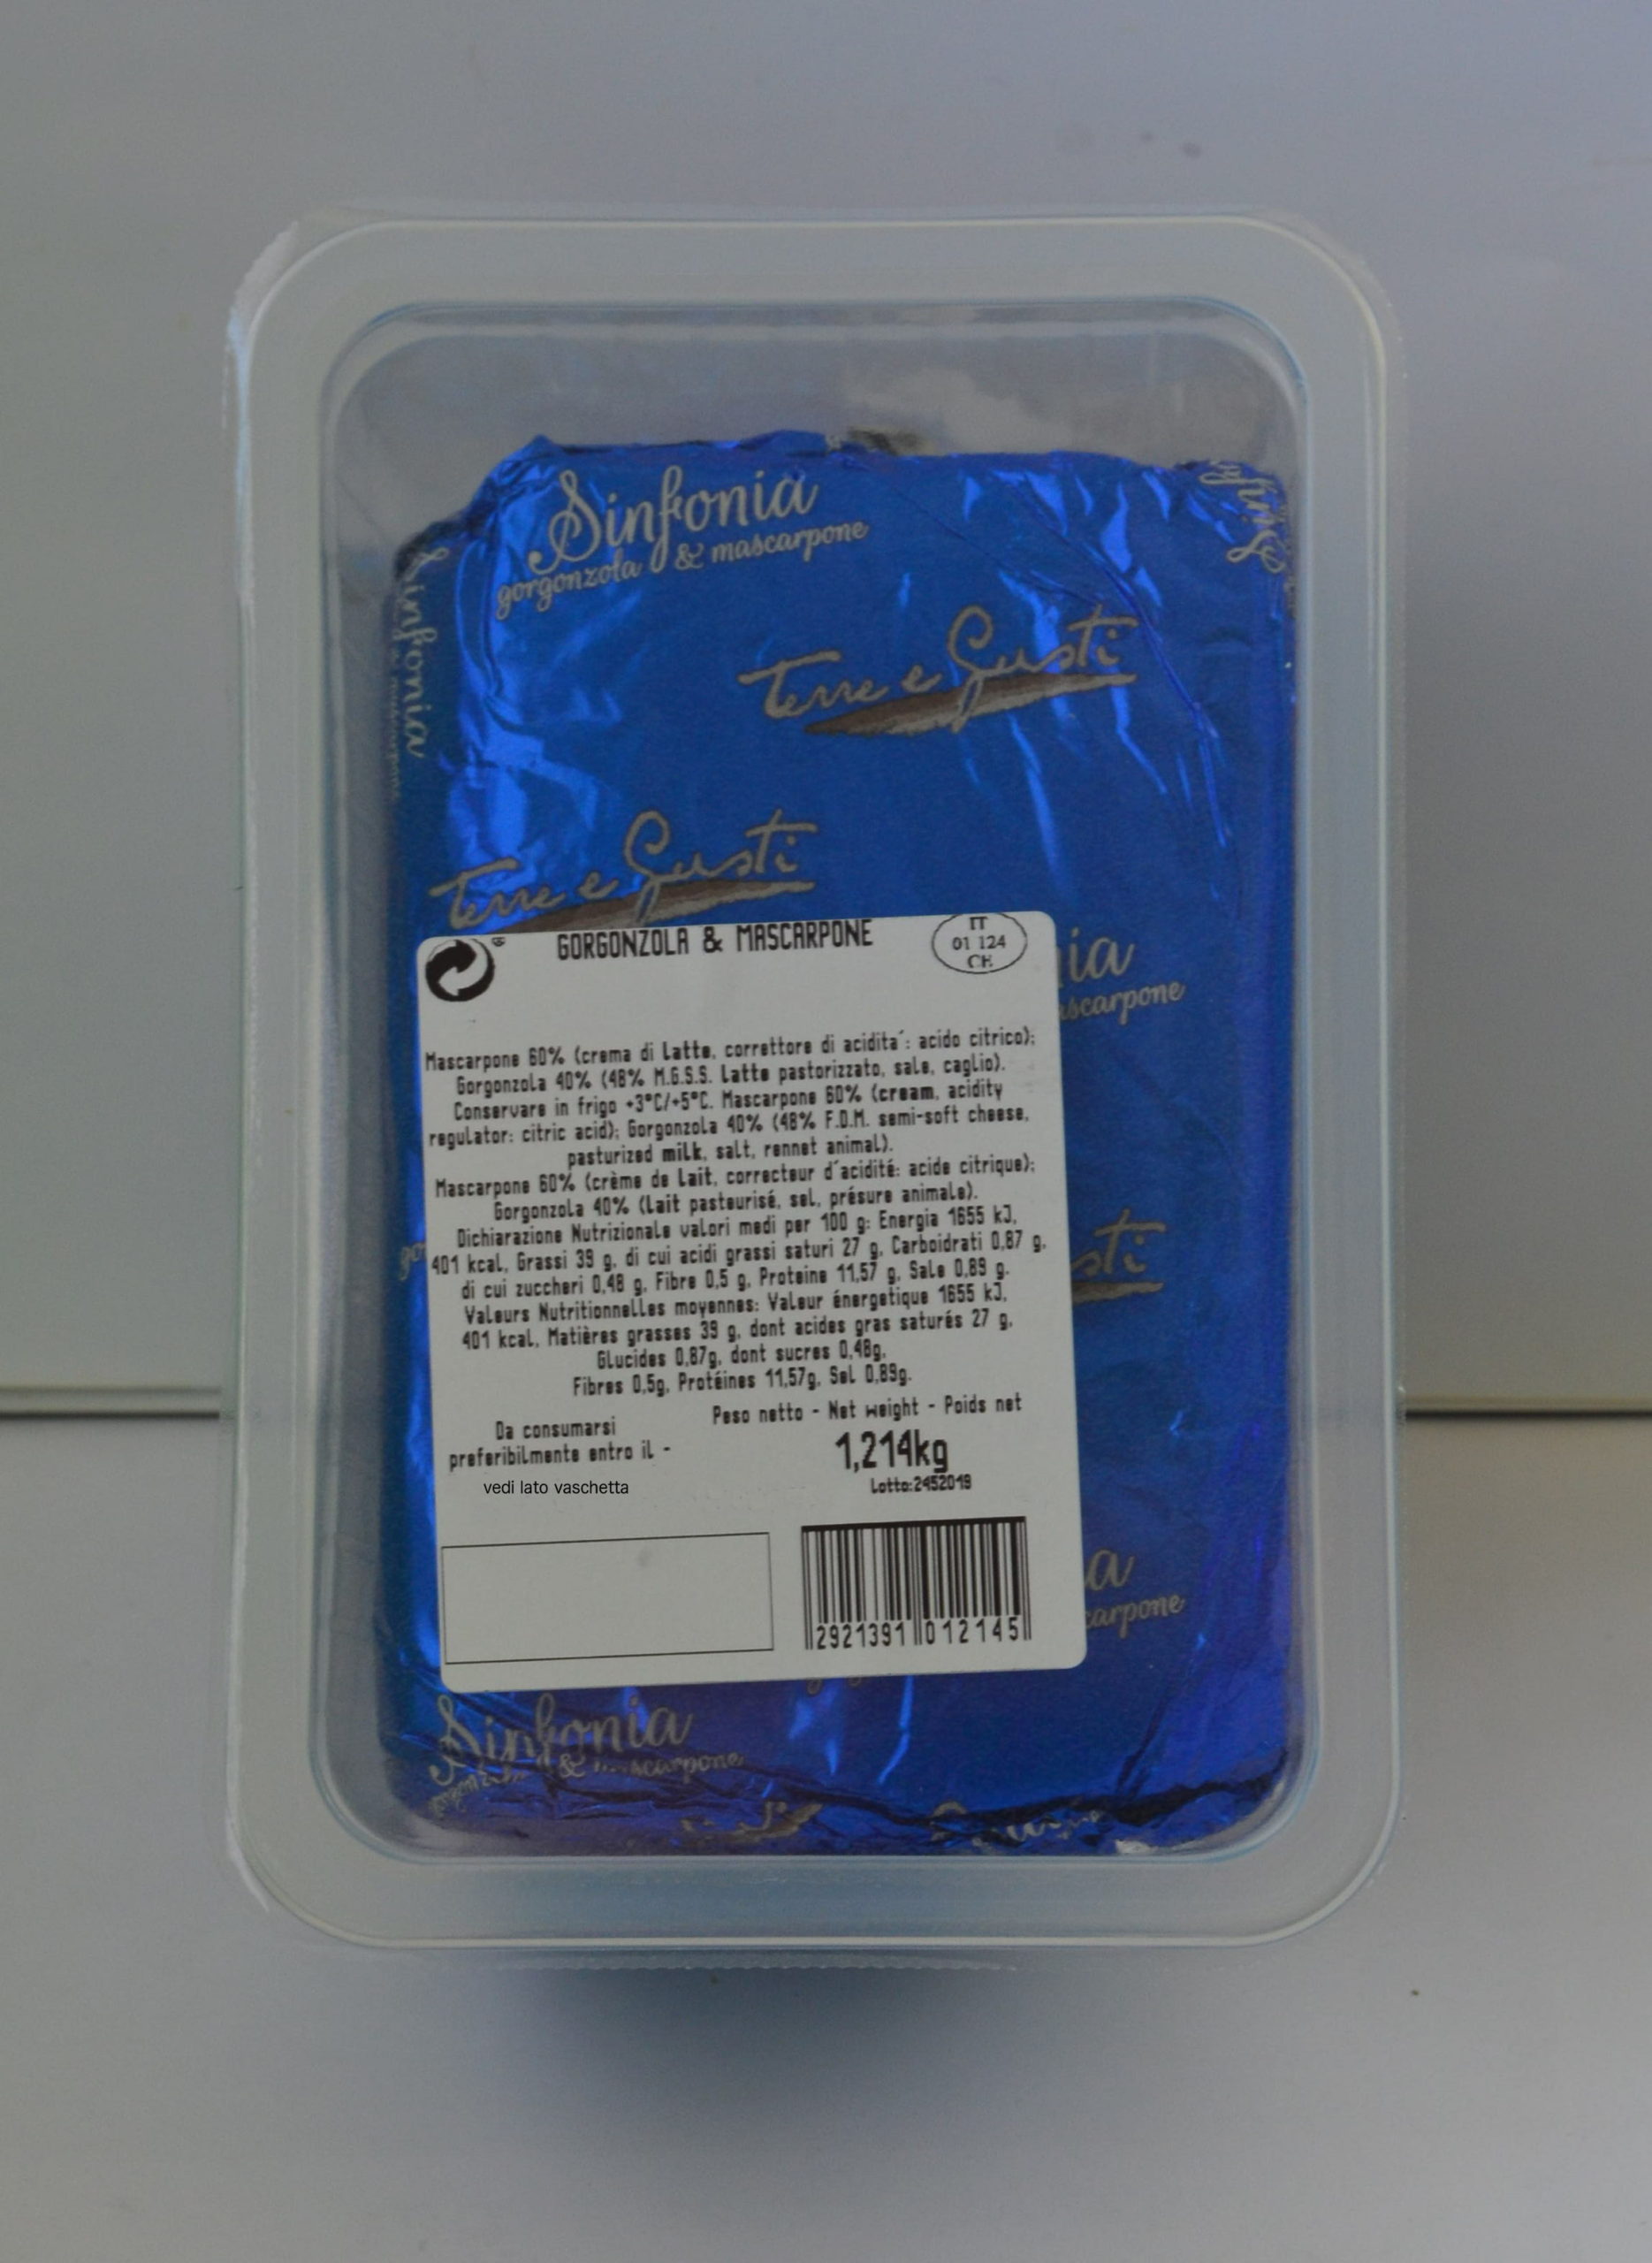 Sinfonia
gorgonzola & mascarpone
Sinf
Sinfonia
Terre e Gusti
Terre e Gusti
GORGONZOLA & MASCARPONE
IT
01 124
CE
ia
ascarpone
Mascarpone 60% (crema di Latte, correttore di acidita´: acido citrico);
Gorgonzola 40% (48% M.G.S.S. Latte pastorizzato, sale, caglio).
Conservare in frigo +3°C/+5°C. Mascarpone 60% (cream, acidity
regulator: citric acid); Gorgonzola 40% (48% F.D.M. semi-soft cheese,
pasturized milk, salt, rennet animal).
Mascarpone 60% (crème de Lait, correcteur d´acidité: acide citrique);
Gorgonzola 40% (Lait pasteurisé, sel, présure animale).
Dichiarazione Nutrizionale valori medi per 100 g: Energia 1655 kJ,
401 kcal, Grassi 39 g, di cui acidi grassi saturi 27 g, Carboidrati 0,87 g,
di cui zuccheri 0,48 g, Fibre 0,5 g, Proteine 11,57 g, Sale 0,89 g.
Valeurs Nutritionnelles moyennes: Valeur énergetique 1655 kJ,
401 kcal, Matières grasses 39 g, dont acides gras saturés 27 g,
Glucides 0,87g, dont sucres 0,48g,
Fibres 0,5g, Protéines 11,57g, Sel 0,89g.
go
sti
Da consumarsi
preferibilmente entro il -
vedi lato vaschetta
Peso netto - Net weight - Poids net
1,214kg
Lotto:2452019
2921391 012145
a
carpone
Sinfonia
& mascarpone